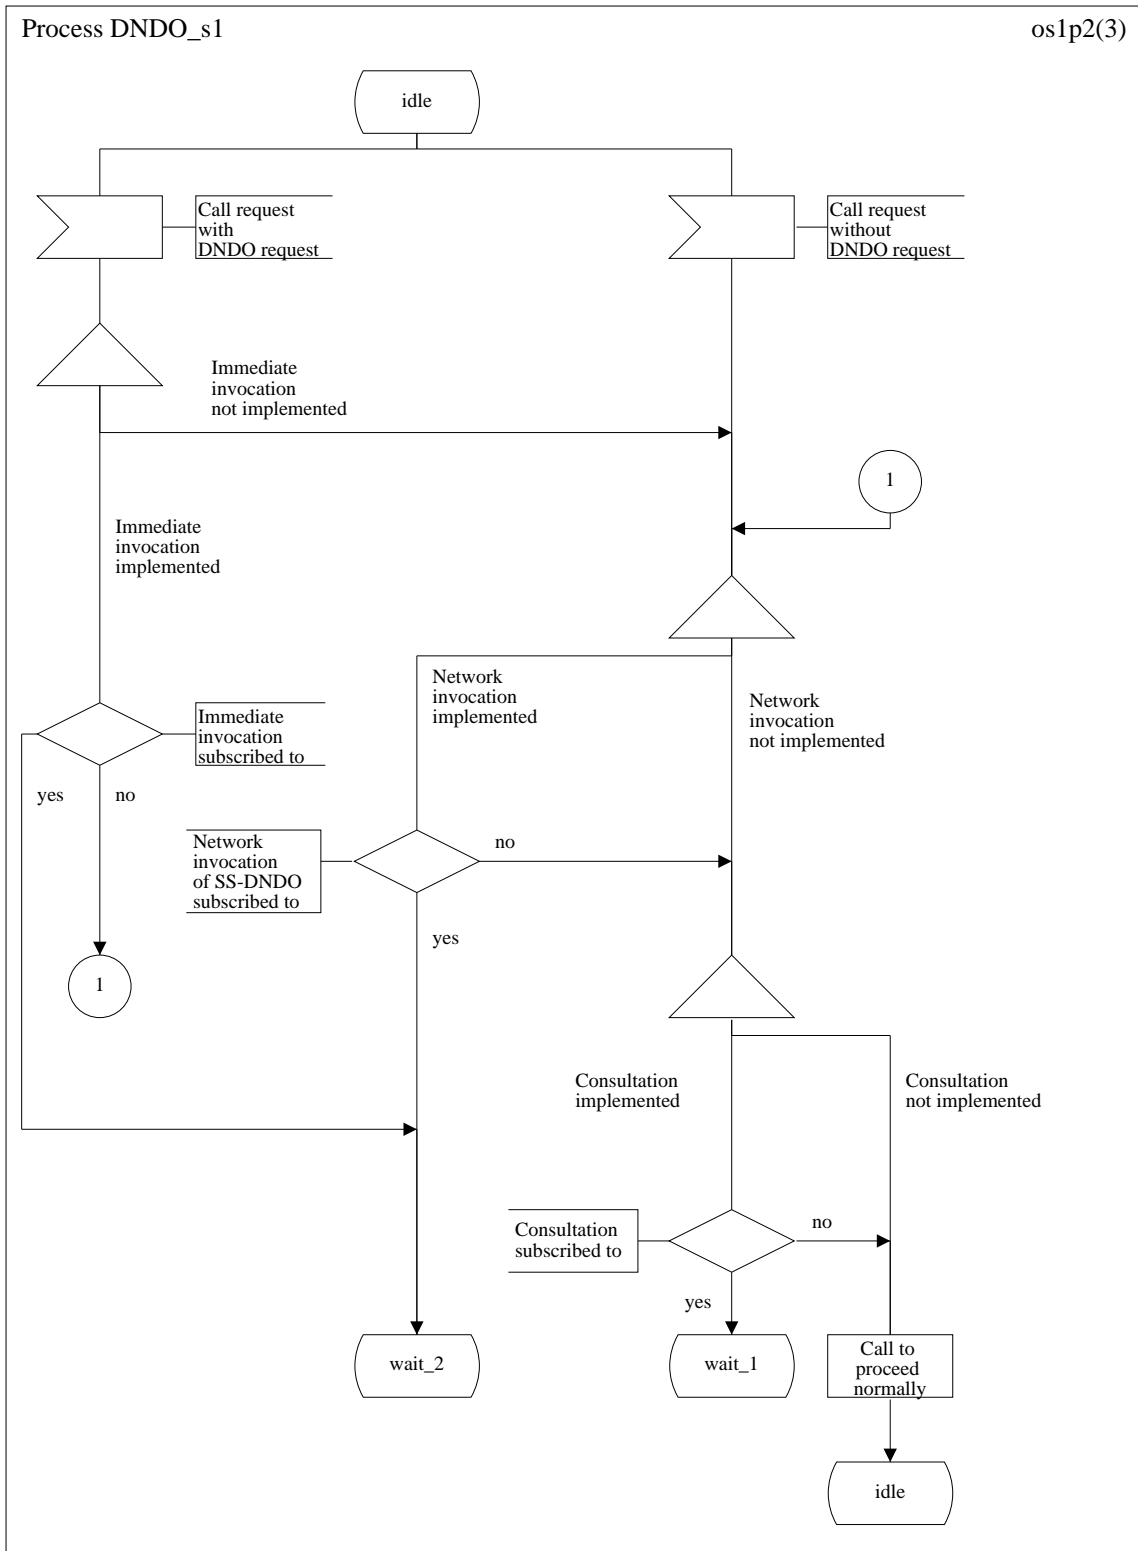 Process DNDO_s1
os1p2(3)
idle
Call request
with
DNDO request
Call request
without
DNDO request
Immediate
invocation
not implemented
1
Immediate
invocation
implemented
Network
invocation
implemented
Network
invocation
not implemented
Immediate
invocation
subscribed to
yes
no
Network
invocation
of SS-DNDO
subscribed to
no
yes
1
Consultation
implemented
Consultation
not implemented
Consultation
subscribed to
no
yes
wait_2
wait_1
Call to
proceed
normally
idle